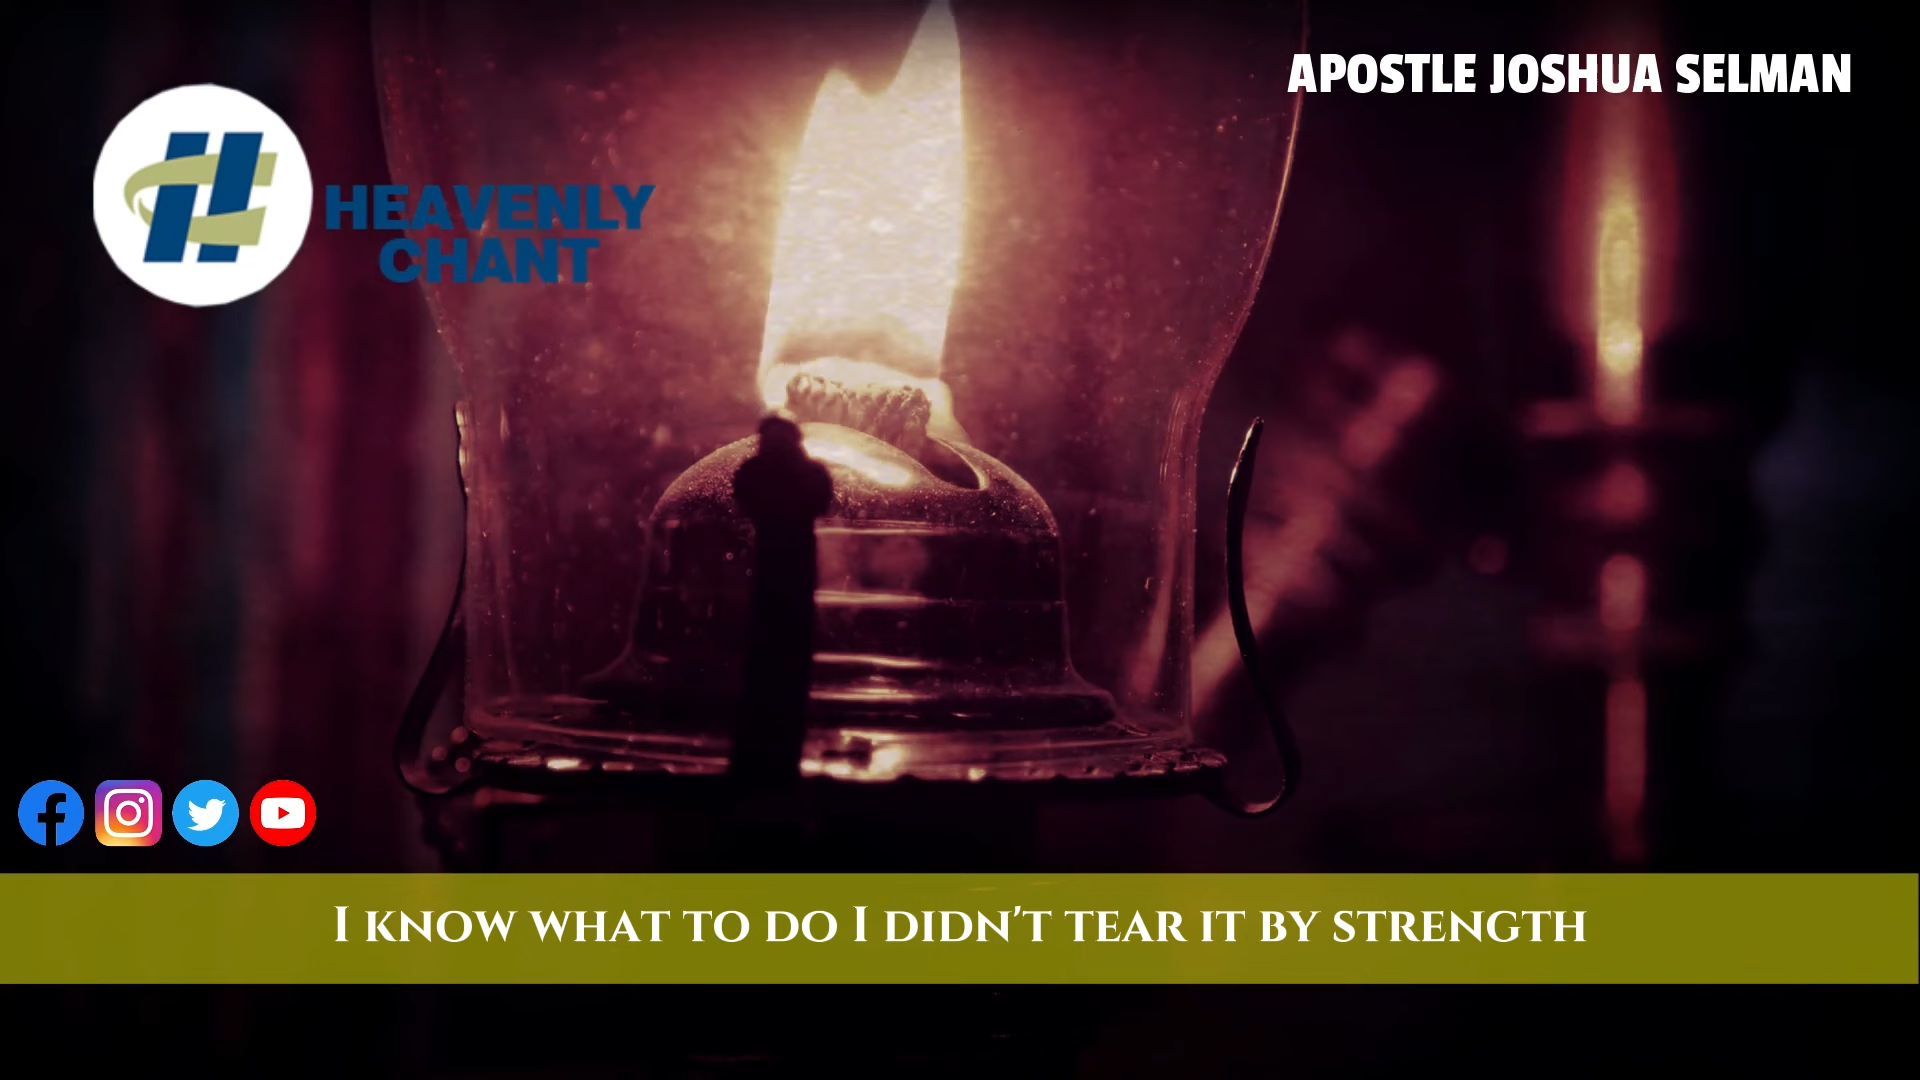 APOSTLE JOSHUA SELMAN
HEAVENLY
CHANT
I KNOW WHAT TO DO I DIDN'T TEAR IT BY STRENGTH